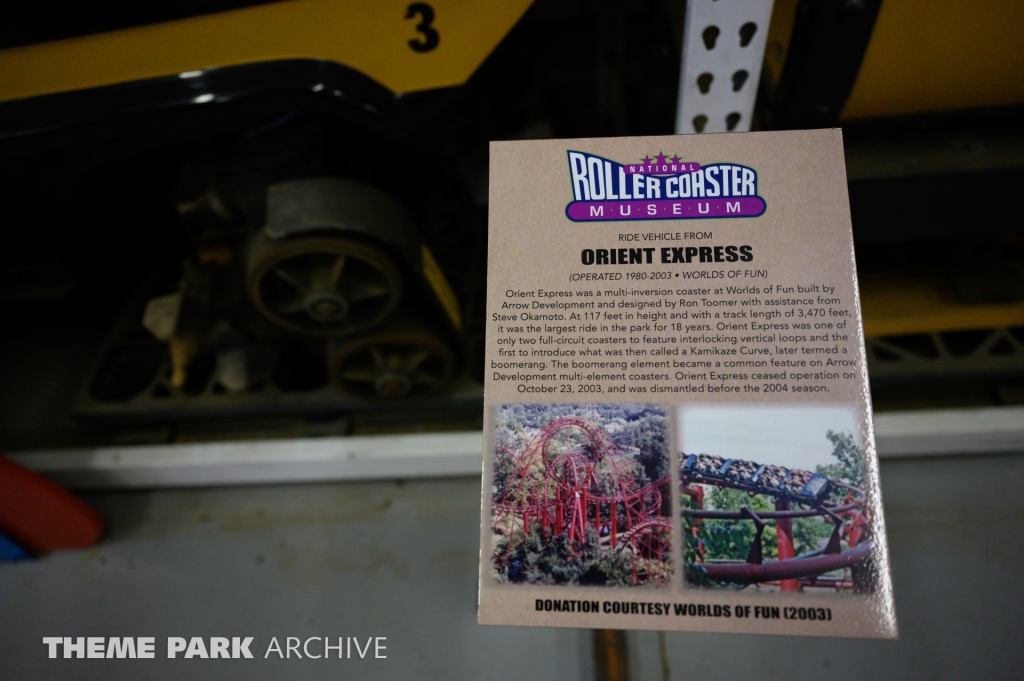 3
NATIONAL
ROLLER COASTER
M·U·S·E·U·M
RIDE VEHICLE FROM
ORIENT EXPRESS
(OPERATED 1980-2003 • WORLDS OF FUN)
Orient Express was a multi-inversion coaster at Worlds of Fun built by
Arrow Development and designed by Ron Toomer with assistance from
Steve Okamoto. At 117 feet in height and with a track length of 3,470 feet,
it was the largest ride in the park for 18 years. Orient Express was one of
only two full-circuit coasters to feature interlocking vertical loops and the
first to introduce what was then called a Kamikaze Curve, later termed a
boomerang. The boomerang element became a common feature on Arrow
Development multi-element coasters. Orient Express ceased operation on
October 23, 2003, and was dismantled before the 2004 season.
DONATION COURTESY WORLDS OF FUN (2003)
THEME PARK ARCHIVE